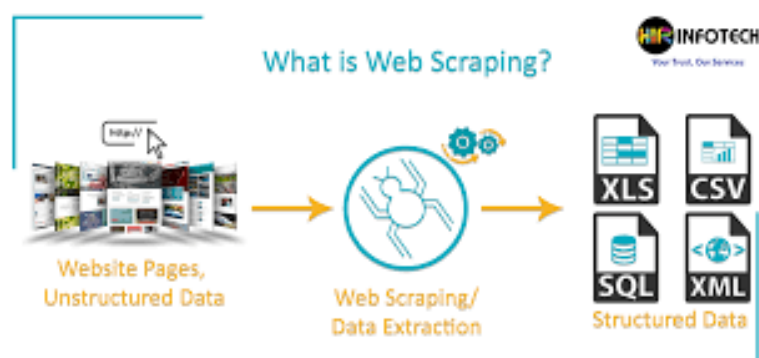 HIR INFOTECH
Your Trust, Our Services
What is Web Scraping?
http://
XLS
CSV
SQL
XML
Website Pages,
Unstructured Data
Web Scraping/
Data Extraction
Structured Data